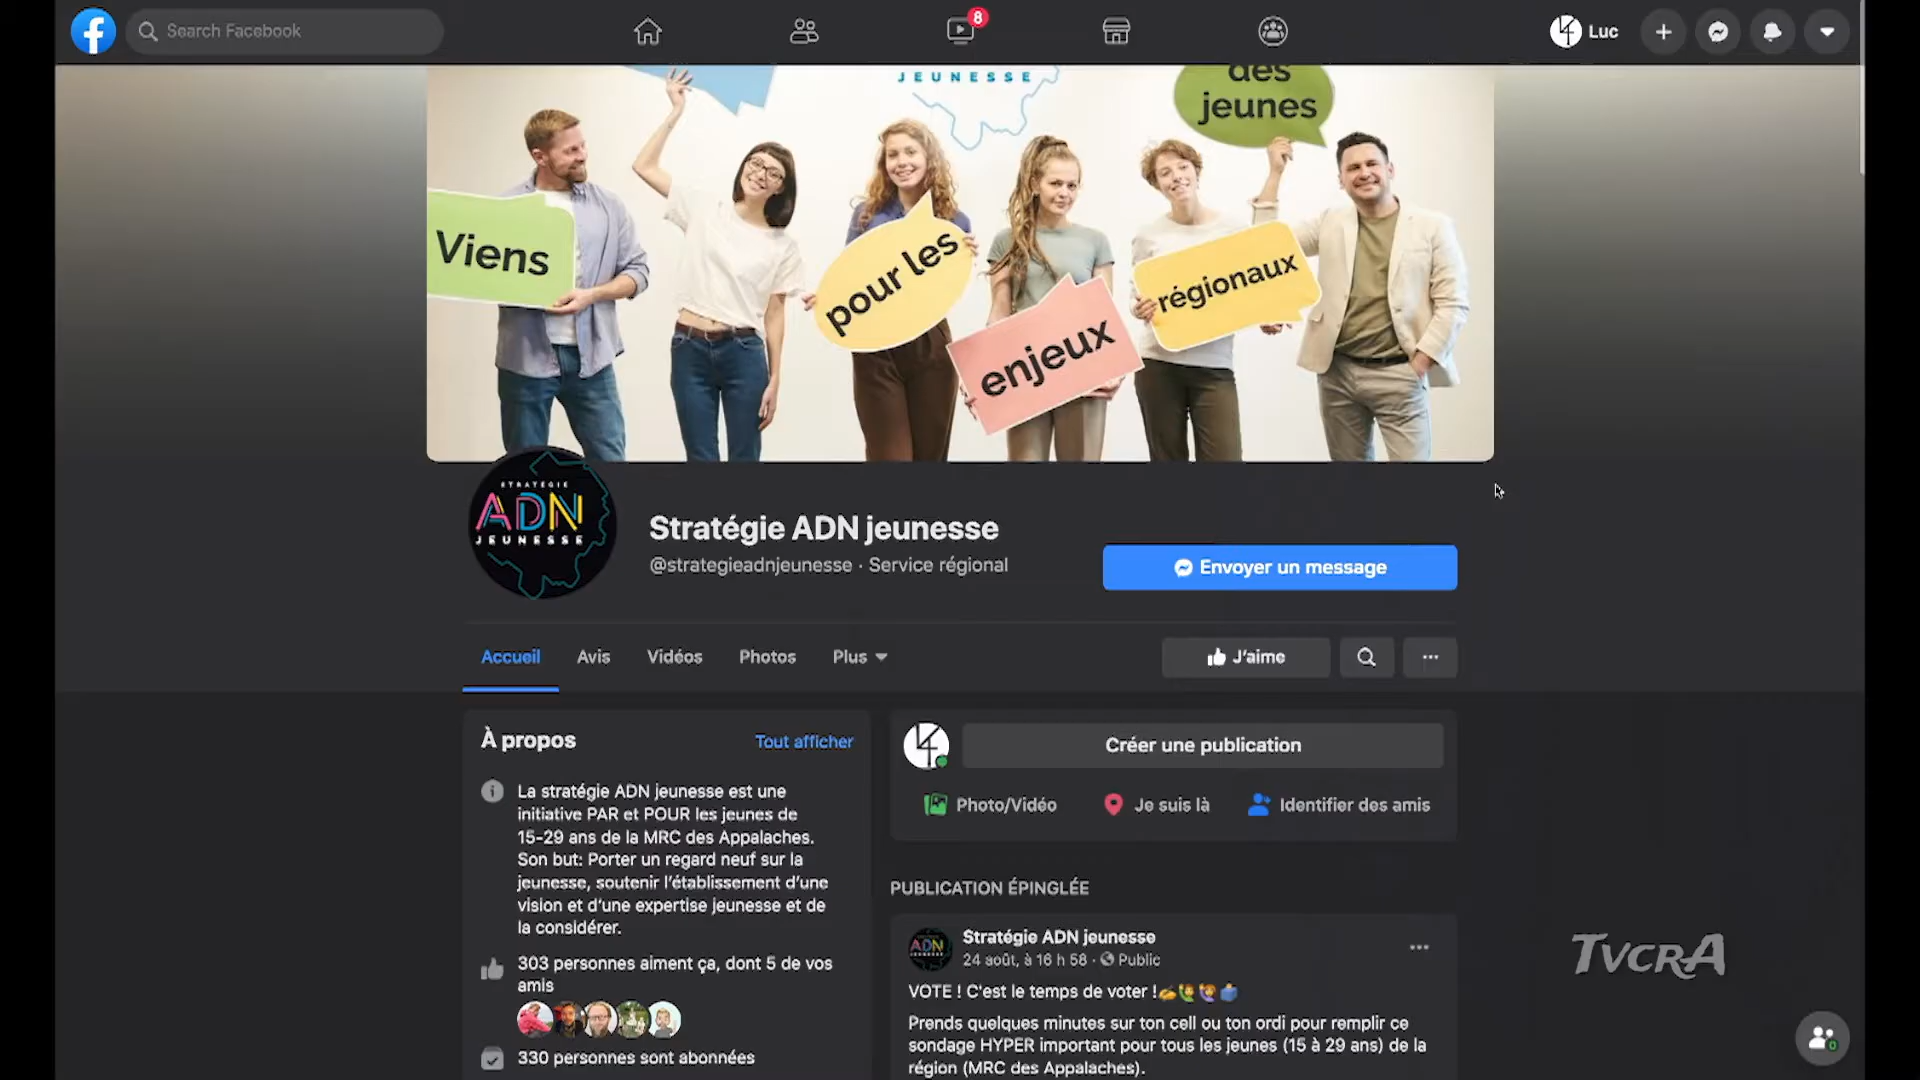 Search Facebook
8
Luc
JEUNESSE
des
jeunes
Viens
pour les
enjeux
régionaux
STRATÉGIE
ADN
JEUNESSE
Stratégie ADN jeunesse
@strategieadnjeunesse · Service régional
Envoyer un message
Accueil
Avis
Vidéos
Photos
Plus
J'aime
À propos
Tout afficher
La stratégie ADN jeunesse est une
initiative PAR et POUR les jeunes de
15-29 ans de la MRC des Appalaches.
Son but: Porter un regard neuf sur la
jeunesse, soutenir l'établissement d'une
vision et d'une expertise jeunesse et de
la considérer.
303 personnes aiment ça, dont 5 de vos
amis
330 personnes sont abonnées
Créer une publication
Photo/Vidéo
Je suis là
Identifier des amis
PUBLICATION ÉPINGLÉE
ADN
Stratégie ADN jeunesse
24 août, à 16 h 58 · Public
VOTE ! C'est le temps de voter !
Prends quelques minutes sur ton cell ou ton ordi pour remplir ce
sondage HYPER important pour tous les jeunes (15 à 29 ans) de la
région (MRC des Appalaches).
TVCRA